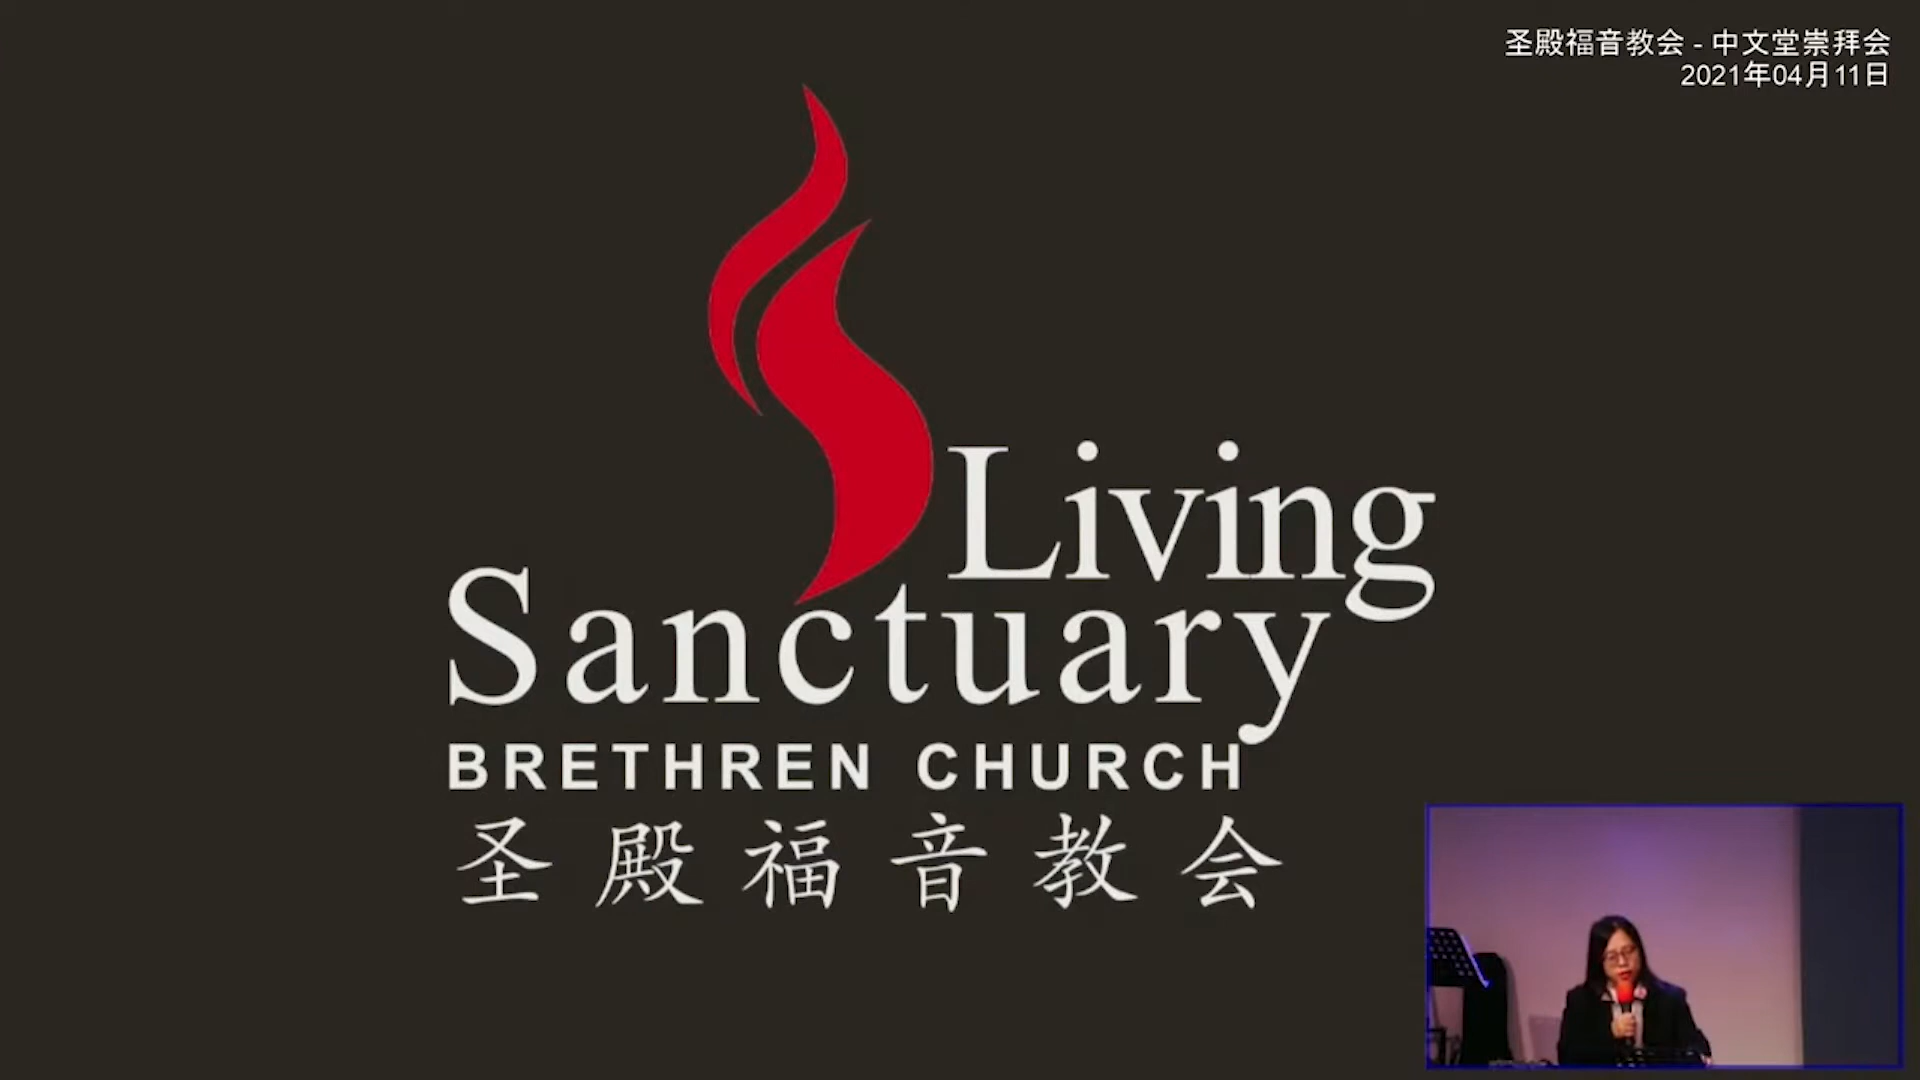 圣殿福音教会 - 中文堂崇拜会
2021年04月11日
Living
Sanctuary
BRETHREN CHURCH
圣殿福音教会